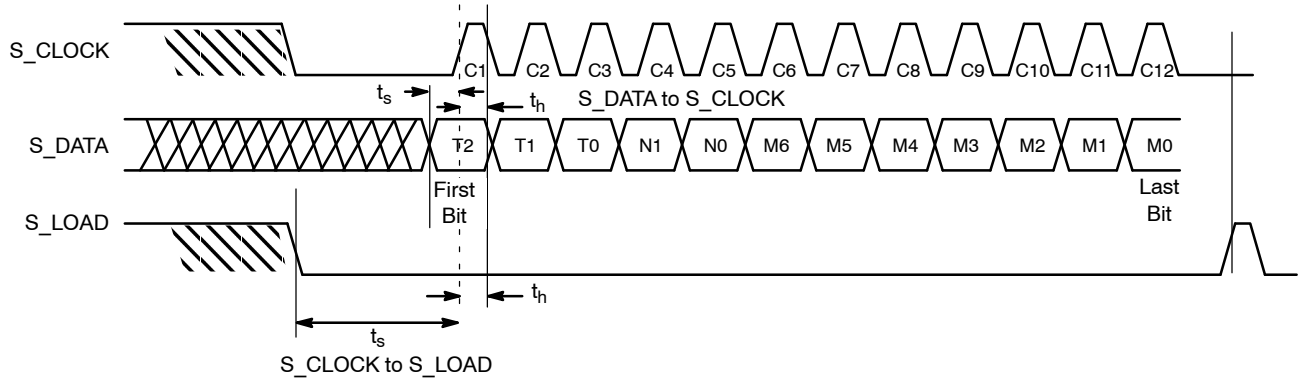 S_CLOCK
C1 C2 C3 C4 C5 C6 C7 C8 C9 C10 C11 C12
ts
th
S_DATA to S_CLOCK
S_DATA
T2 T1 T0 N1 N0 M6 M5 M4 M3 M2 M1 M0
First
Bit
Last
Bit
S_LOAD
th
ts
S_CLOCK to S_LOAD